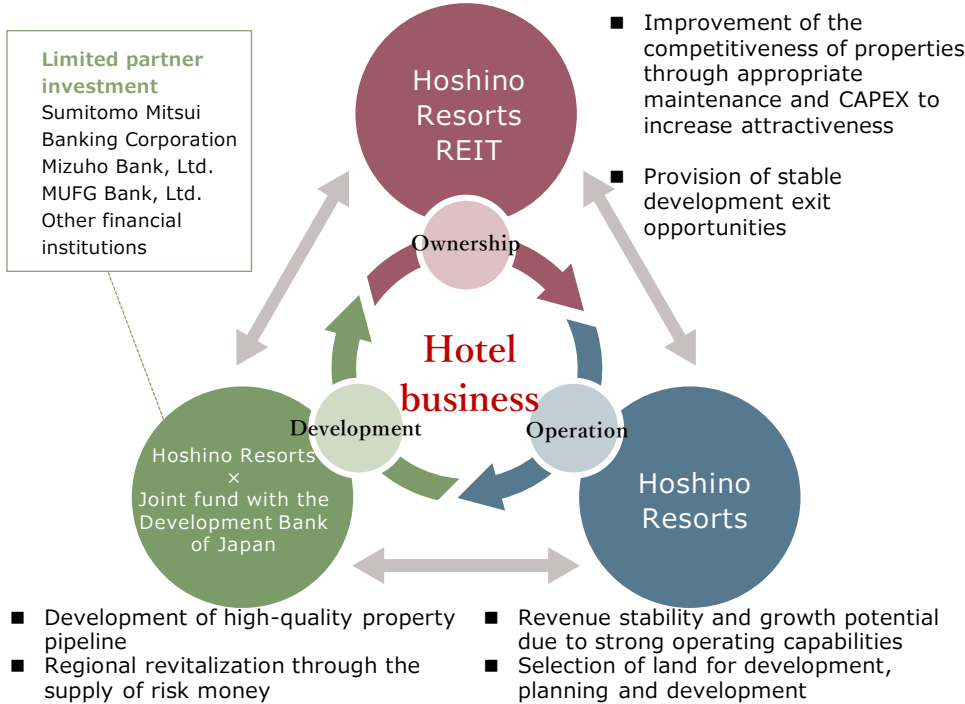 Limited partner
investment
Sumitomo Mitsui
Banking Corporation
Mizuho Bank, Ltd.
MUFG Bank, Ltd.
Other financial
institutions
Hoshino
Resorts
REIT
■ Improvement of the
competitiveness of properties
through appropriate
maintenance and CAPEX to
increase attractiveness
■ Provision of stable
development exit
opportunities
Ownership
Hotel
business
Development
Operation
Hoshino Resorts
×
Joint fund with the
Development Bank
of Japan
Hoshino
Resorts
■ Development of high-quality property
pipeline
■ Regional revitalization through the
supply of risk money
■ Revenue stability and growth potential
due to strong operating capabilities
■ Selection of land for development,
planning and development